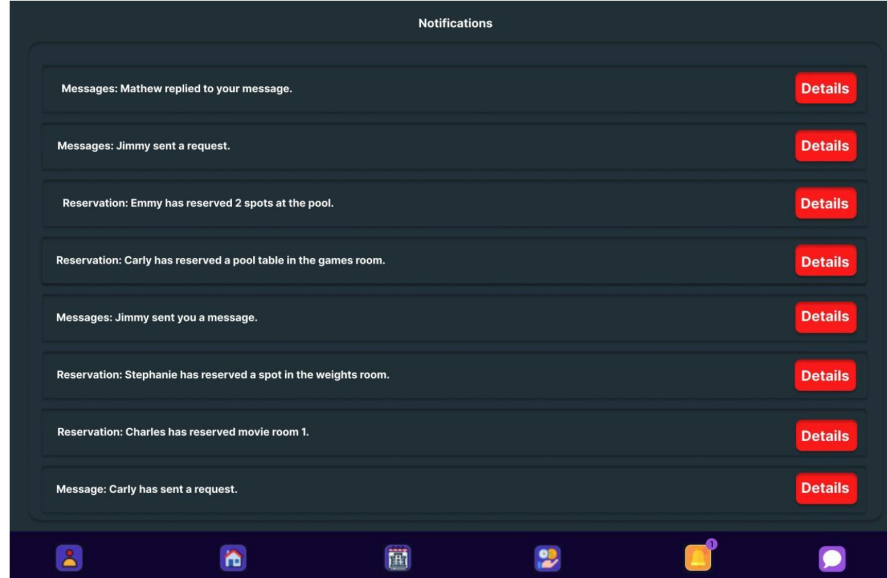 Notifications
Messages: Mathew replied to your message.
Details
Messages: Jimmy sent a request.
Details
Reservation: Emmy has reserved 2 spots at the pool.
Details
Reservation: Carly has reserved a pool table in the games room.
Details
Messages: Jimmy sent you a message.
Details
Reservation: Stephanie has reserved a spot in the weights room.
Details
Reservation: Charles has reserved movie room 1.
Details
Message: Carly has sent a request.
Details
1